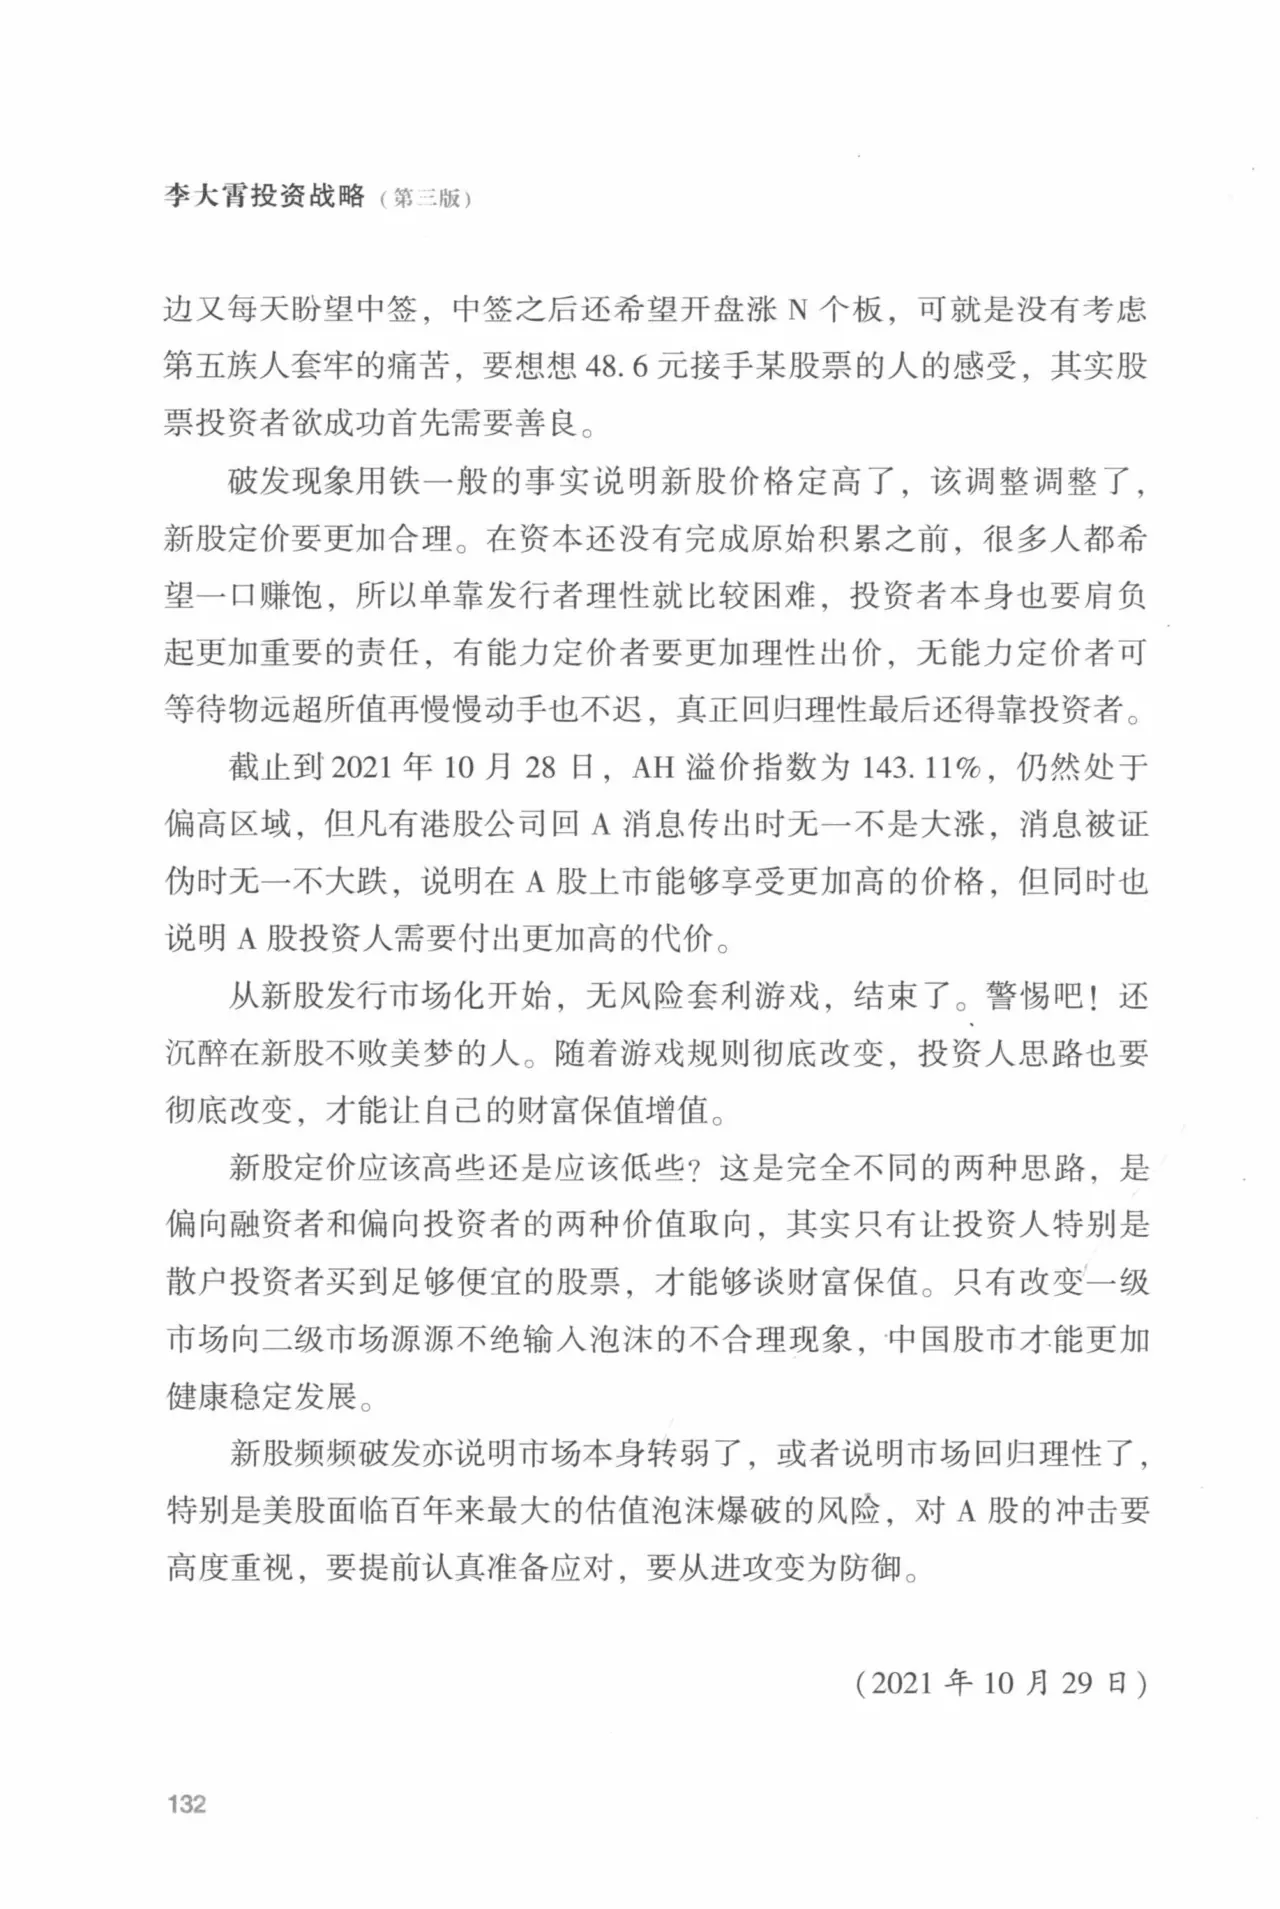 李大霄投资战略（第三版）
边又每天盼望中签，中签之后还希望开盘涨 N 个板，可就是没有考虑
第五族人套牢的痛苦，要想想 48.6 元接手某股票的人的感受，其实股
票投资者欲成功首先需要善良。
破发现象用铁一般的事实说明新股价格定高了，该调整调整了，
新股定价要更加合理。在资本还没有完成原始积累之前，很多人都希
望一口赚饱，所以单靠发行者理性就比较困难，投资者本身也要肩负
起更加重要的责任，有能力定价者要更加理性出价，无能力定价者可
等待物远超所值再慢慢动手也不迟，真正回归理性最后还得靠投资者。
截止到 2021 年 10 月 28 日，AH 溢价指数为 143.11%，仍然处于
偏高区域，但凡有港股公司回 A 消息传出时无一不是大涨，消息被证
伪时无一不大跌，说明在 A 股上市能够享受更加高的价格，但同时也
说明 A 股投资人需要付出更加高的代价。
从新股发行市场化开始，无风险套利游戏，结束了。警惕吧！还
沉醉在新股不败美梦的人。随着游戏规则彻底改变，投资人思路也要
彻底改变，才能让自己的财富保值增值。
新股定价应该高些还是应该低些？这是完全不同的两种思路，是
偏向融资者和偏向投资者的两种价值取向，其实只有让投资人特别是
散户投资者买到足够便宜的股票，才能够谈财富保值。只有改变一级
市场向二级市场源源不绝输入泡沫的不合理现象，中国股市才能更加
健康稳定发展。
新股频频破发亦说明市场本身转弱了，或者说明市场回归理性了，
特别是美股面临百年来最大的估值泡沫爆破的风险，对 A 股的冲击要
高度重视，要提前认真准备应对，要从进攻变为防御。
（2021 年 10 月 29 日）
132